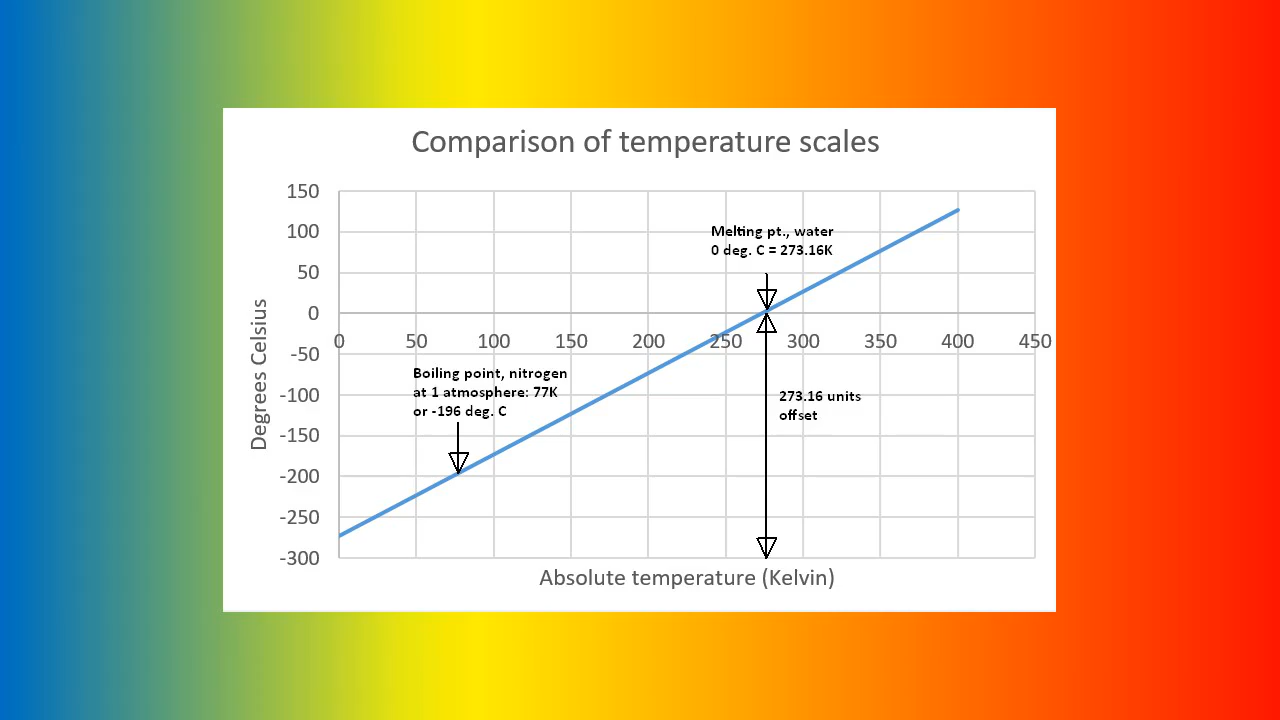 Comparison of temperature scales
150
100
50
0
-50
-100
-150
-200
-250
-300
Degrees Celsius
0 50 100 150 200 250 300 350 400 450
Melting pt., water
0 deg. C = 273.16K
Boiling point, nitrogen
at 1 atmosphere: 77K
or -196 deg. C
273.16 units
offset
Absolute temperature (Kelvin)